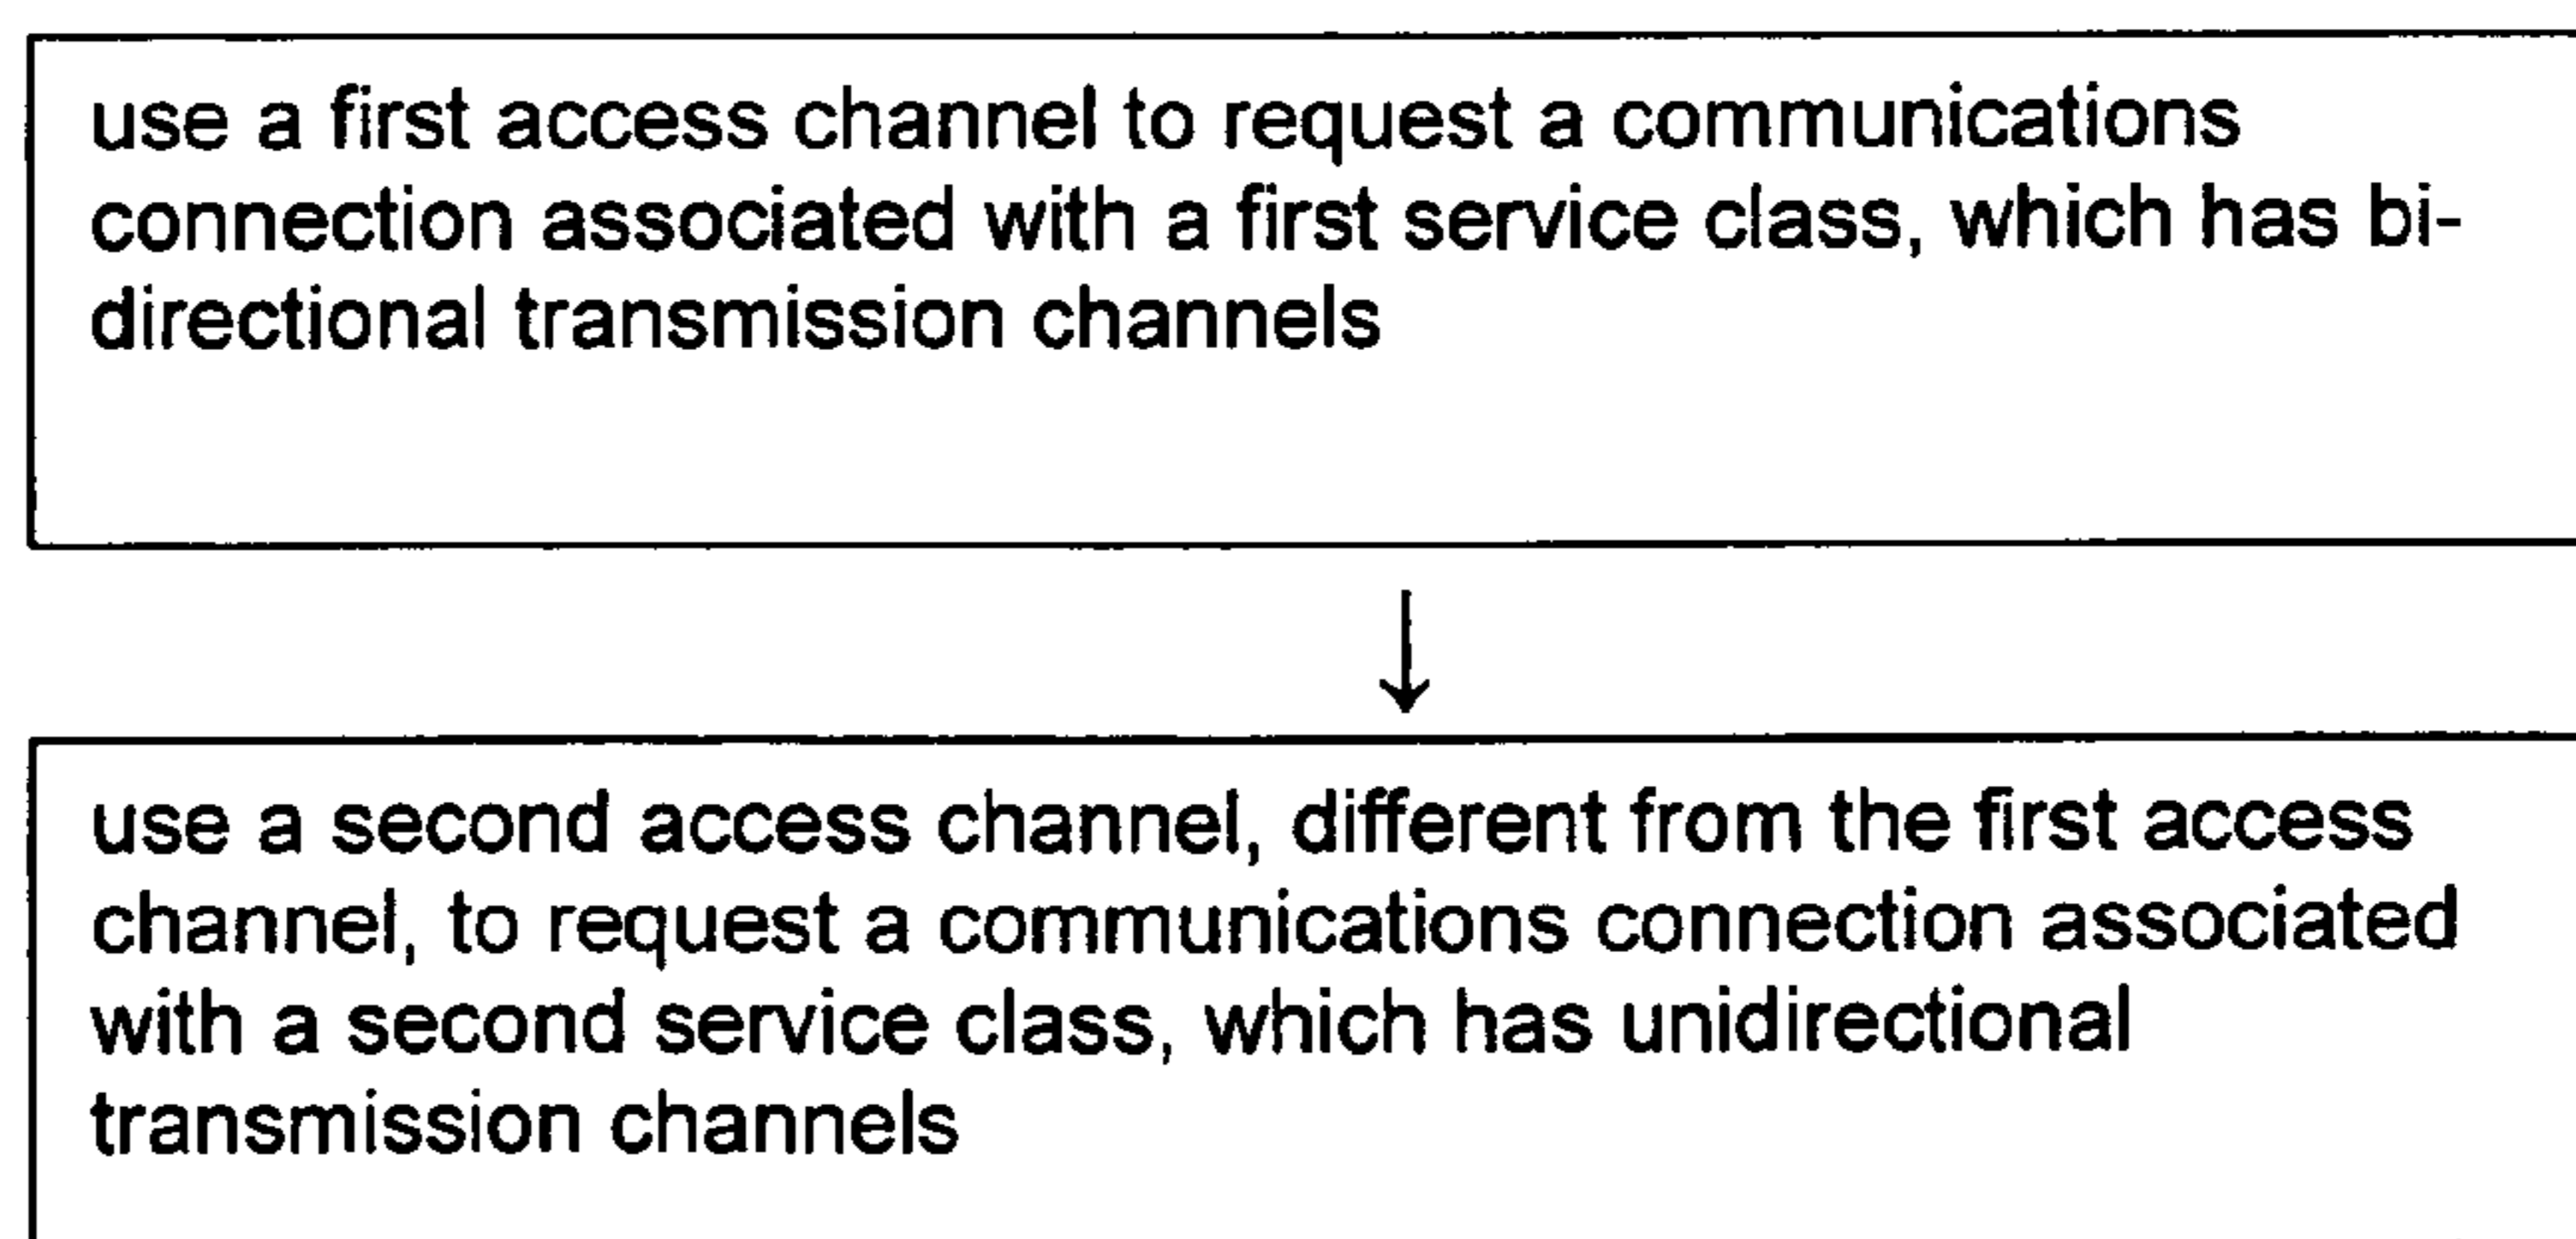 use a first access channel to request a communications
connection associated with a first service class, which has bi-
directional transmission channels
use a second access channel, different from the first access
channel, to request a communications connection associated
with a second service class, which has unidirectional
transmission channels